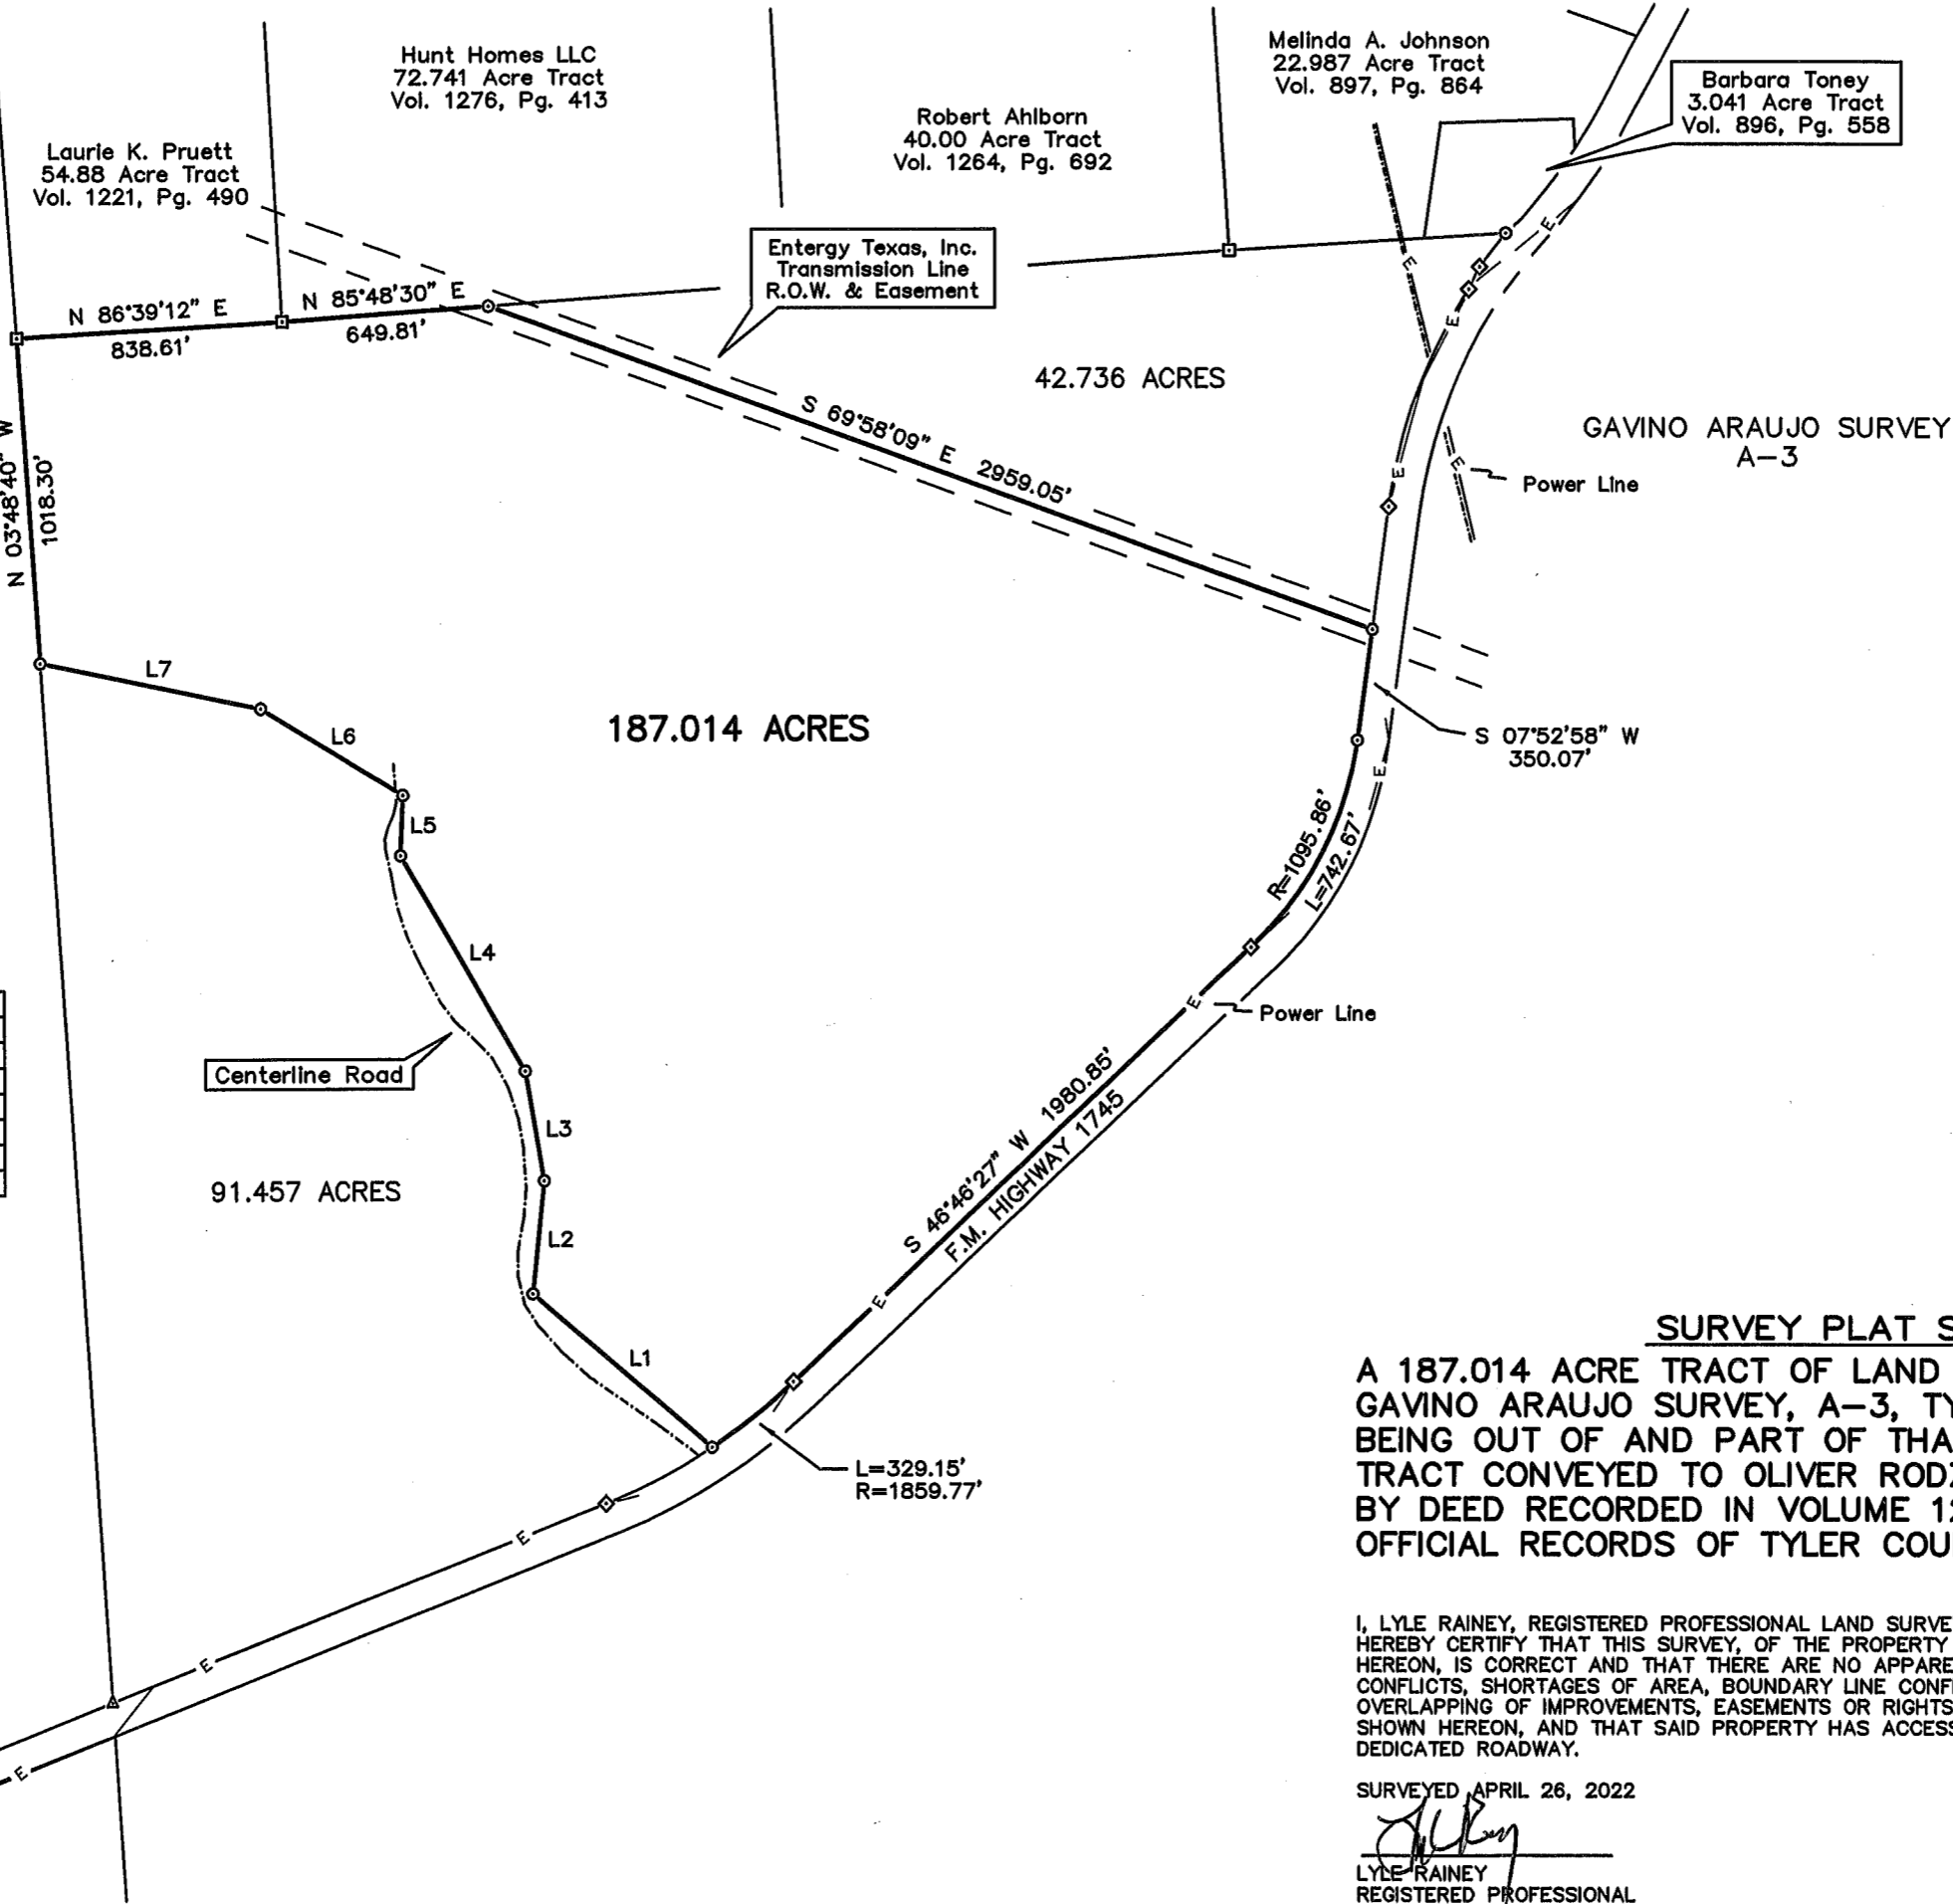 Hunt Homes LLC
72.741 Acre Tract
Vol. 1276, Pg. 413
Melinda A. Johnson
22.987 Acre Tract
Vol. 897, Pg. 864
Barbara Toney
3.041 Acre Tract
Vol. 896, Pg. 558
Robert Ahlborn
40.00 Acre Tract
Vol. 1264, Pg. 692
Laurie K. Pruett
54.88 Acre Tract
Vol. 1221, Pg. 490
Entergy Texas, Inc.
Transmission Line
R.O.W. & Easement
N 86°39'12" E
838.61'
N 85°48'30" E
649.81'
42.736 ACRES
S 69°58'09" E 2959.05'
GAVINO ARAUJO SURVEY
A-3
Power Line
N 03°48'40" W
1018.30'
L7
L6
L5
L4
187.014 ACRES
S 07°52'58" W
350.07'
R=1095.86'
L=742.67'
Power Line
Centerline Road
L3
L2
L1
91.457 ACRES
S 46°46'27" W 1980.85'
F.M. HIGHWAY 1745
L=329.15'
R=1859.77'
E
E
E
E
E
E
E
E
E
E
E
E
SURVEY PLAT S
A 187.014 ACRE TRACT OF LAND
GAVINO ARAUJO SURVEY, A-3, TY
BEING OUT OF AND PART OF THA
TRACT CONVEYED TO OLIVER RODZ
BY DEED RECORDED IN VOLUME 12
OFFICIAL RECORDS OF TYLER COU
I, LYLE RAINEY, REGISTERED PROFESSIONAL LAND SURVE
HEREBY CERTIFY THAT THIS SURVEY, OF THE PROPERTY
HEREON, IS CORRECT AND THAT THERE ARE NO APPARE
CONFLICTS, SHORTAGES OF AREA, BOUNDARY LINE CONF
OVERLAPPING OF IMPROVEMENTS, EASEMENTS OR RIGHTS
SHOWN HEREON, AND THAT SAID PROPERTY HAS ACCESS
DEDICATED ROADWAY.
SURVEYED APRIL 26, 2022
LYLE RAINEY
REGISTERED PROFESSIONAL